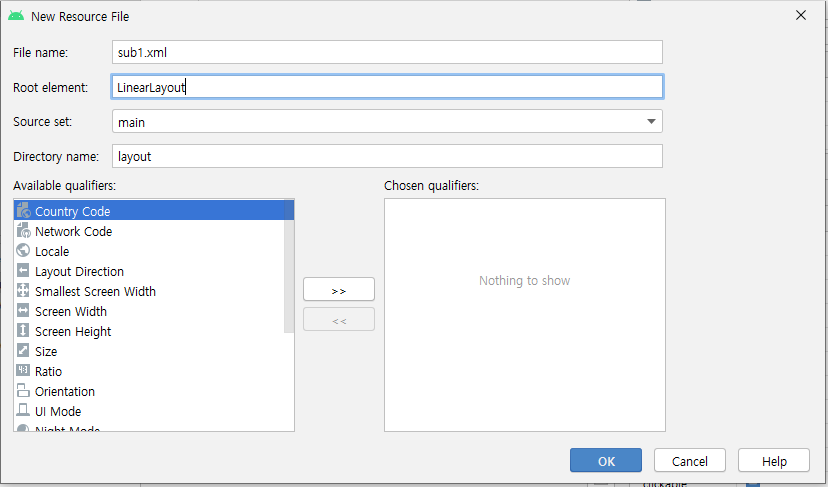 New Resource File
File name:
sub1.xml
Root element:
LinearLayout
Source set:
main
Directory name:
layout
Available qualifiers:
Chosen qualifiers:
Country Code
Network Code
Locale
Layout Direction
Smallest Screen Width
Screen Width
Screen Height
Size
Ratio
Orientation
UI Mode
Night Mode
>>
<<
Nothing to show
OK
Cancel
Help
clickable